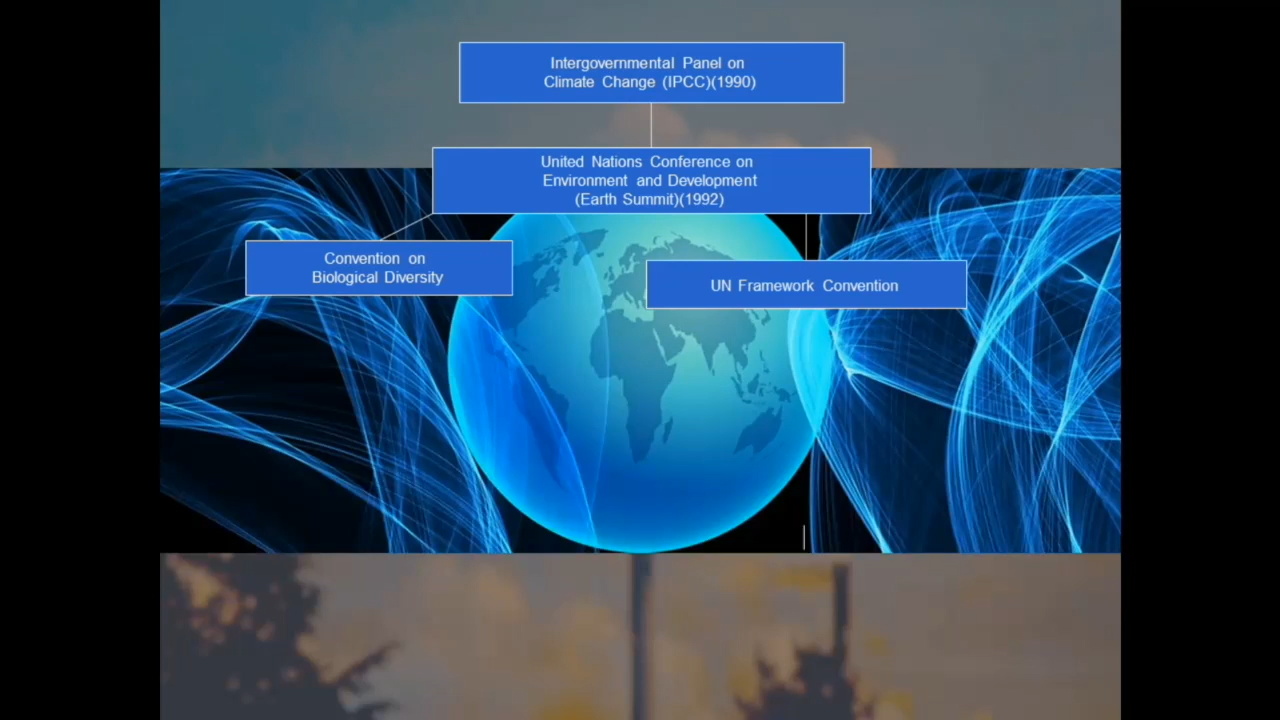 Intergovernmental Panel on
Climate Change (IPCC)(1990)
United Nations Conference on
Environment and Development
(Earth Summit)(1992)
Convention on
Biological Diversity
UN Framework Convention